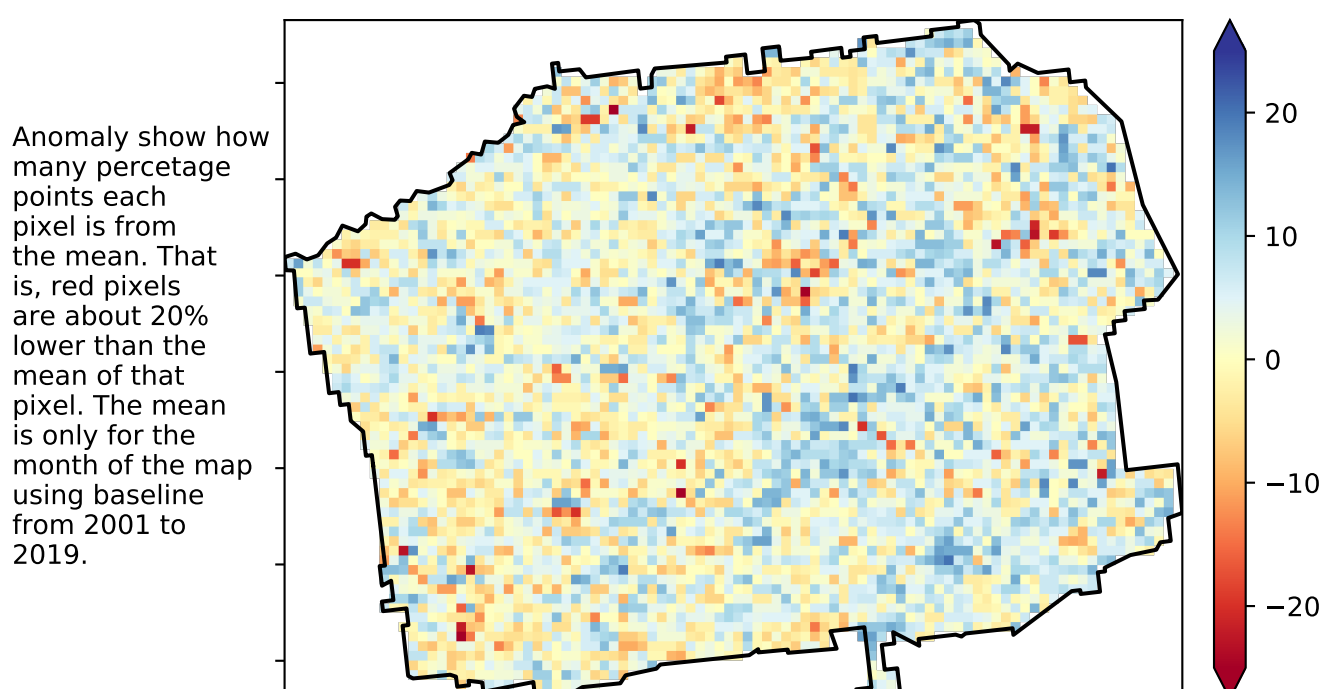 Anomaly show how
many percetage
points each
pixel is from
the mean. That
is, red pixels
are about 20%
lower than the
mean of that
pixel. The mean
is only for the
month of the map
using baseline
from 2001 to
2019.
20
10
0
−10
−20